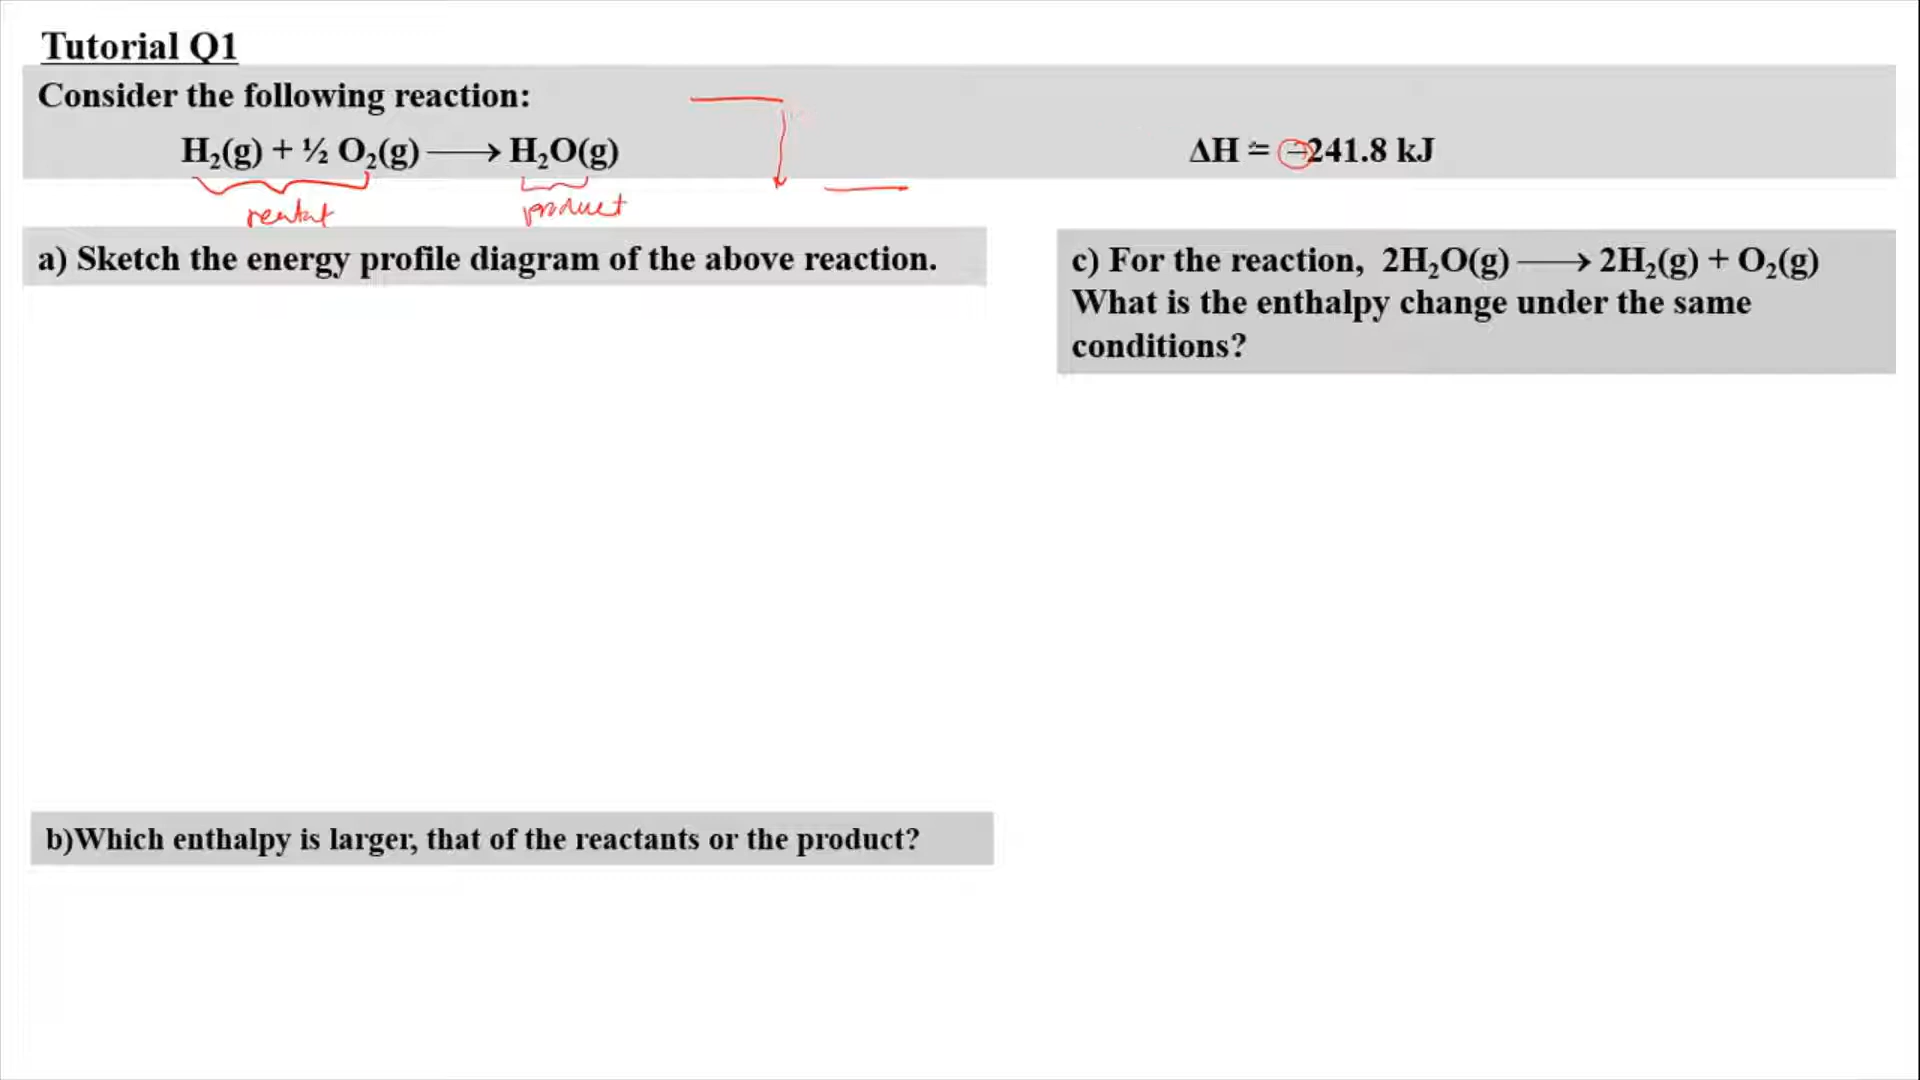 Tutorial Q1
Consider the following reaction:
H₂(g) + ½ O₂(g) ⟶ H₂O(g)
ΔH = −241.8 kJ
product
a) Sketch the energy profile diagram of the above reaction.
c) For the reaction, 2H₂O(g) ⟶ 2H₂(g) + O₂(g)
What is the enthalpy change under the same
conditions?
b)Which enthalpy is larger, that of the reactants or the product?